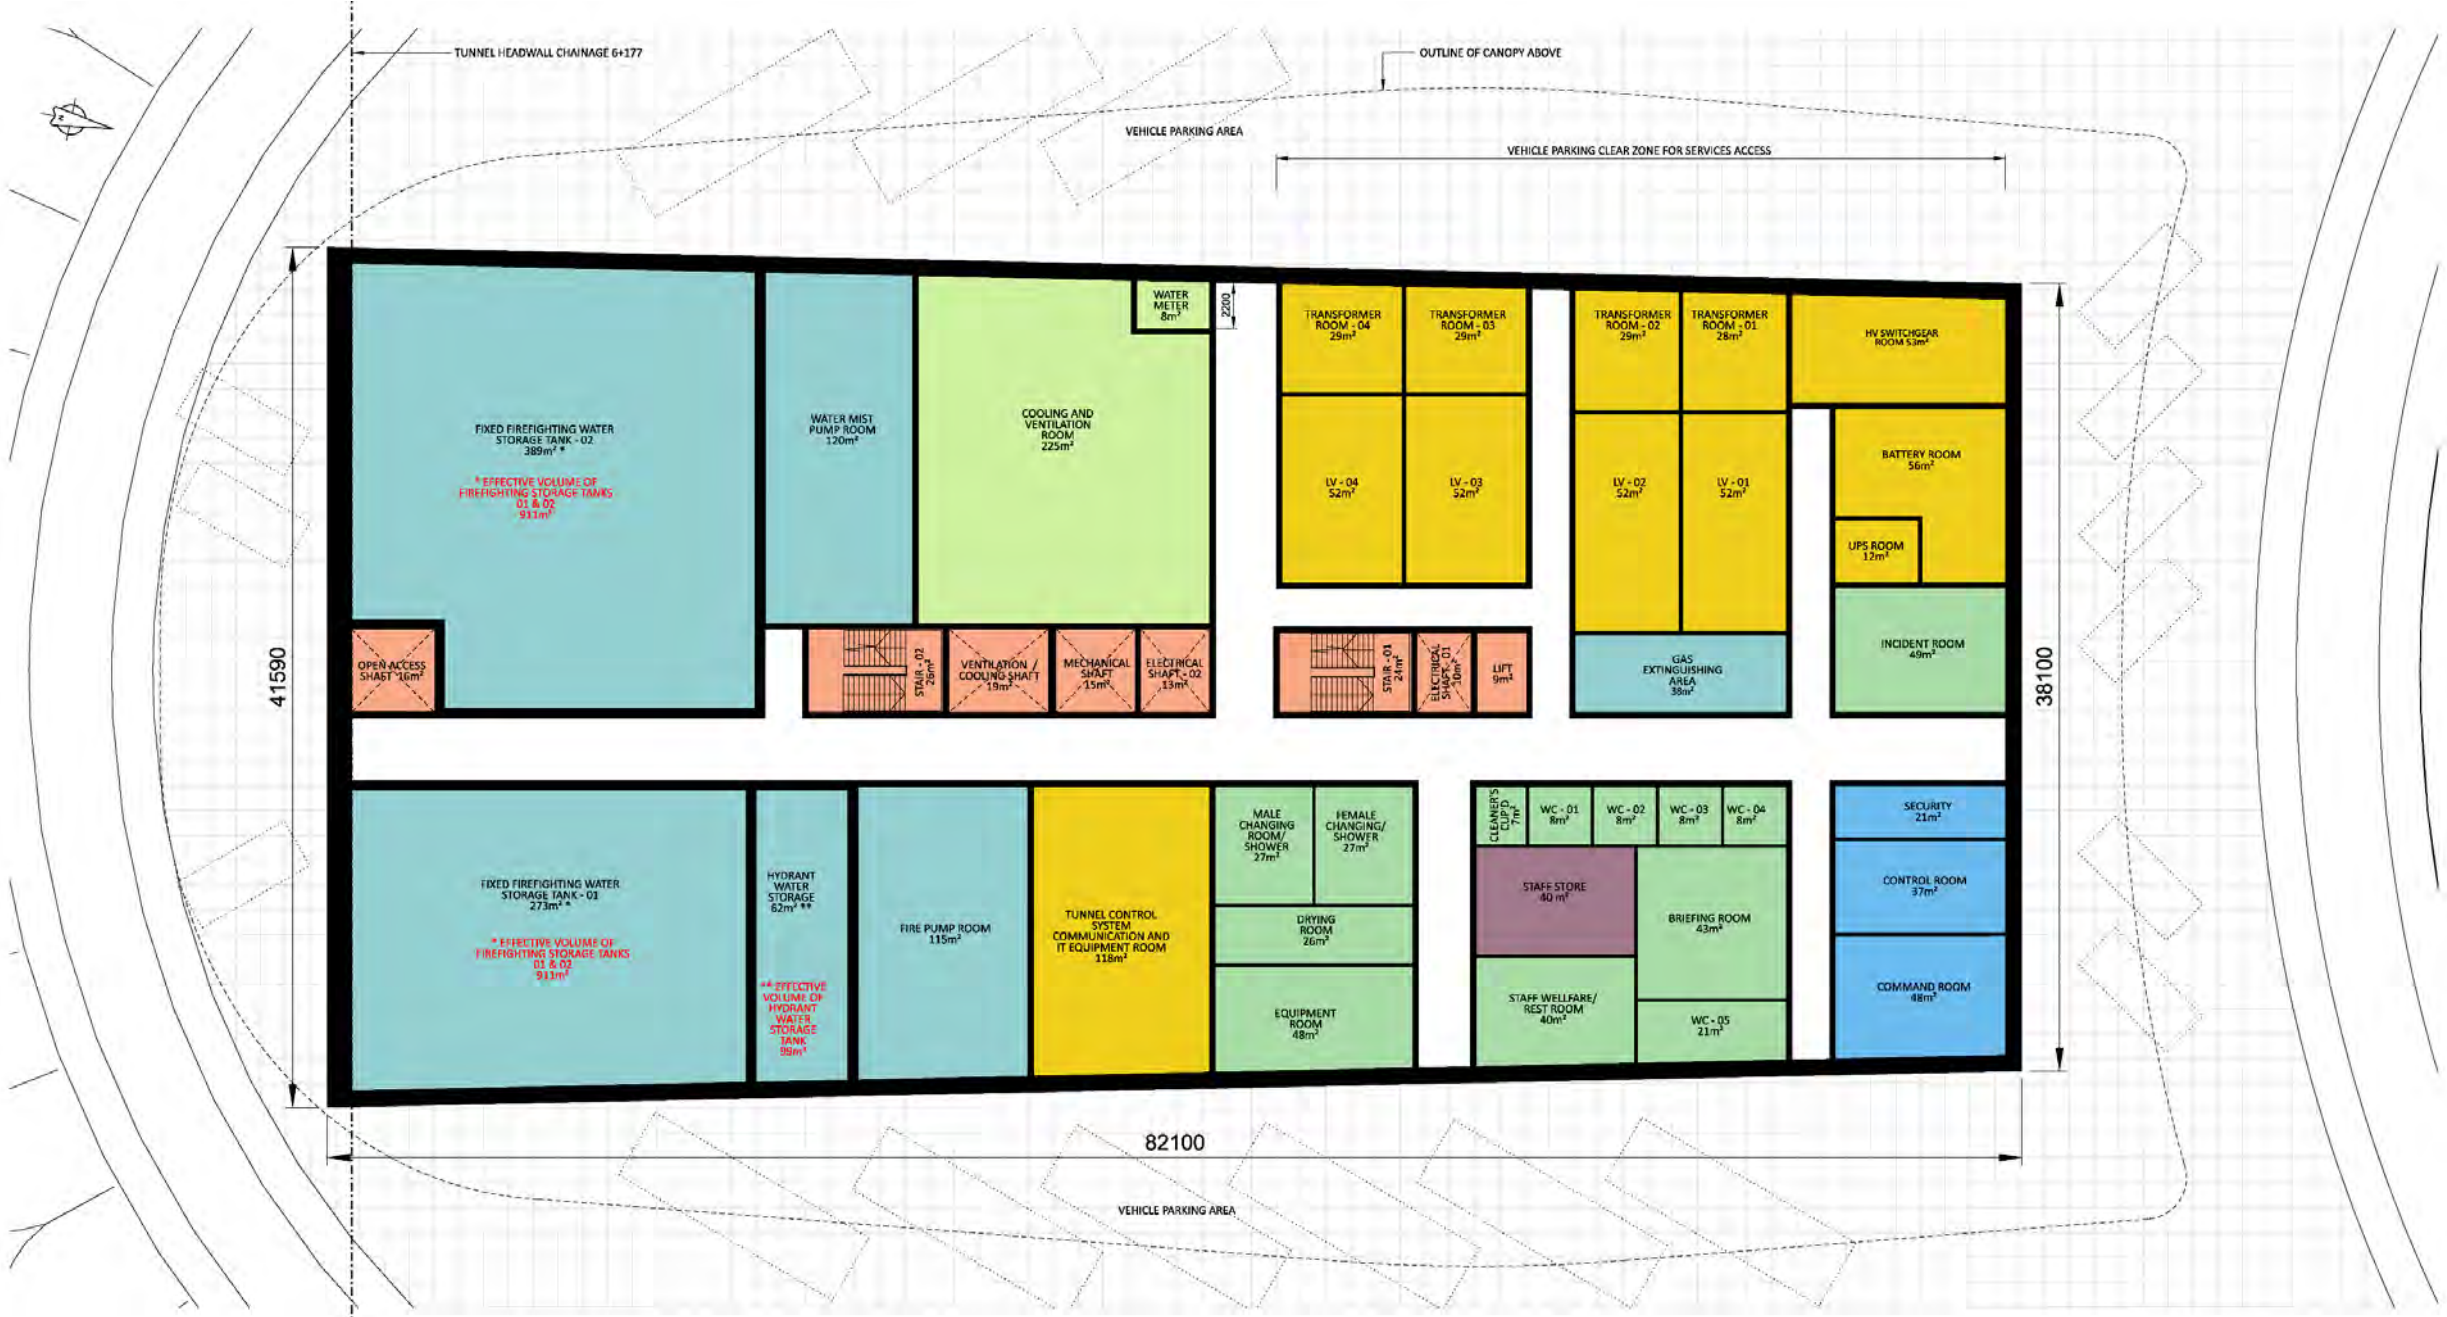 TUNNEL HEADWALL CHAINAGE 6+177
OUTLINE OF CANOPY ABOVE
VEHICLE PARKING AREA
VEHICLE PARKING CLEAR ZONE FOR SERVICES ACCESS
N
41590
38100
82100
2200
FIXED FIREFIGHTING WATER
STORAGE TANK - 02
389m² *
* EFFECTIVE VOLUME OF
FIREFIGHTING STORAGE TANKS
01 & 02
911m³
WATER MIST
PUMP ROOM
120m²
COOLING AND
VENTILATION
ROOM
225m²
WATER
METER
8m²
TRANSFORMER
ROOM - 04
29m²
TRANSFORMER
ROOM - 03
29m²
TRANSFORMER
ROOM - 02
29m²
TRANSFORMER
ROOM - 01
28m²
HV SWITCHGEAR
ROOM 53m²
LV - 04
52m²
LV - 03
52m²
LV - 02
52m²
LV - 01
52m²
BATTERY ROOM
56m²
UPS ROOM
12m²
INCIDENT ROOM
49m²
OPEN ACCESS
SHAFT 16m²
STAIR - 02
26m²
VENTILATION /
COOLING SHAFT
19m²
MECHANICAL
SHAFT
15m²
ELECTRICAL
SHAFT - 02
13m²
STAIR - 01
24m²
ELECTRICAL
SHAFT - 01
10m²
LIFT
9m²
GAS
EXTINGUISHING
AREA
38m²
FIXED FIREFIGHTING WATER
STORAGE TANK - 01
273m² *
* EFFECTIVE VOLUME OF
FIREFIGHTING STORAGE TANKS
01 & 02
911m³
HYDRANT
WATER
STORAGE
62m² **
** EFFECTIVE
VOLUME OF
HYDRANT
WATER
STORAGE
TANK
99m³
FIRE PUMP ROOM
115m²
TUNNEL CONTROL
SYSTEM
COMMUNICATION AND
IT EQUIPMENT ROOM
118m²
MALE
CHANGING
ROOM/
SHOWER
27m²
FEMALE
CHANGING/
SHOWER
27m²
DRYING
ROOM
26m²
EQUIPMENT
ROOM
48m²
CLEANER'S
CUP'D
7m²
WC - 01
8m²
WC - 02
8m²
WC - 03
8m²
WC - 04
8m²
STAFF STORE
40 m²
BRIEFING ROOM
43m²
STAFF WELLFARE/
REST ROOM
40m²
WC - 05
21m²
SECURITY
21m²
CONTROL ROOM
37m²
COMMAND ROOM
48m²
VEHICLE PARKING AREA